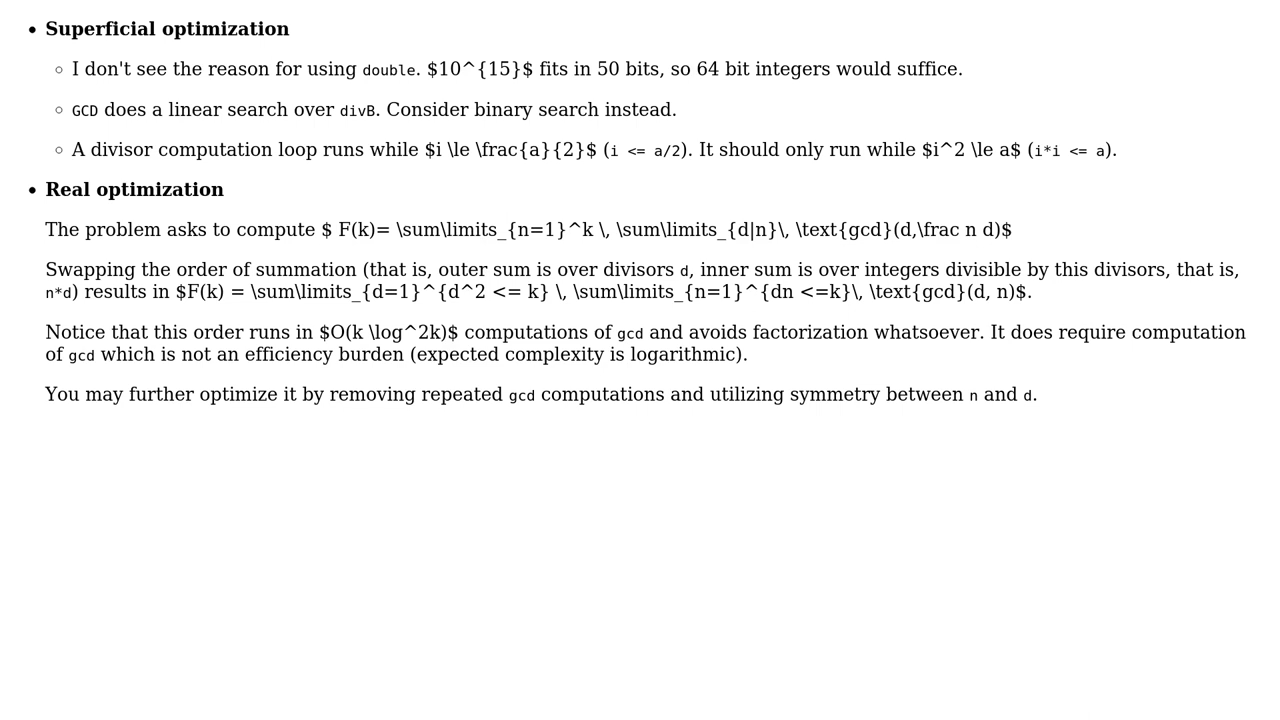 • Superficial optimization
◦ I don't see the reason for using double. $10^{15}$ fits in 50 bits, so 64 bit integers would suffice.
◦ GCD does a linear search over divB. Consider binary search instead.
◦ A divisor computation loop runs while $i \le \frac{a}{2}$ (i <= a/2). It should only run while $i^2 \le a$ (i*i <= a).
• Real optimization
The problem asks to compute $ F(k)= \sum\limits_{n=1}^k \, \sum\limits_{d|n}\, \text{gcd}(d,\frac n d)$
Swapping the order of summation (that is, outer sum is over divisors d, inner sum is over integers divisible by this divisors, that is,
n*d) results in $F(k) = \sum\limits_{d=1}^{d^2 <= k} \, \sum\limits_{n=1}^{dn <=k}\, \text{gcd}(d, n)$.
Notice that this order runs in $O(k \log^2k)$ computations of gcd and avoids factorization whatsoever. It does require computation
of gcd which is not an efficiency burden (expected complexity is logarithmic).
You may further optimize it by removing repeated gcd computations and utilizing symmetry between n and d.